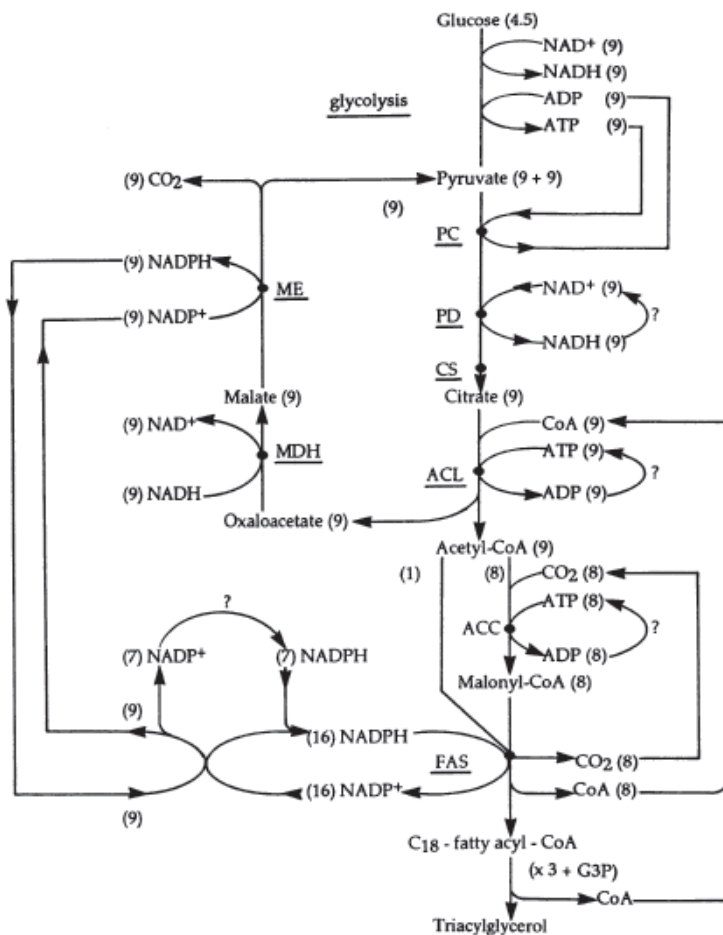 Glucose (4.5)
NAD+ (9)
NADH (9)
glycolysis
ADP (9)
ATP (9)
(9) CO2
Pyruvate (9 + 9)
(9)
PC
(9) NADPH
ME
NAD+ (9)
(9) NADP+
PD
?
NADH (9)
CS
Malate (9)
Citrate (9)
(9) NAD+
CoA (9)
MDH
ATP (9)
ACL
?
(9) NADH
ADP (9)
Oxaloacetate (9)
Acetyl-CoA (9)
(1)
(8)
CO2 (8)
?
ATP (8)
ACC
?
(7) NADP+
(7) NADPH
ADP (8)
Malonyl-CoA (8)
(9)
(16) NADPH
FAS
CO2 (8)
(16) NADP+
CoA (8)
(9)
C18 - fatty acyl - CoA
(x 3 + G3P)
CoA
Triacylglycerol